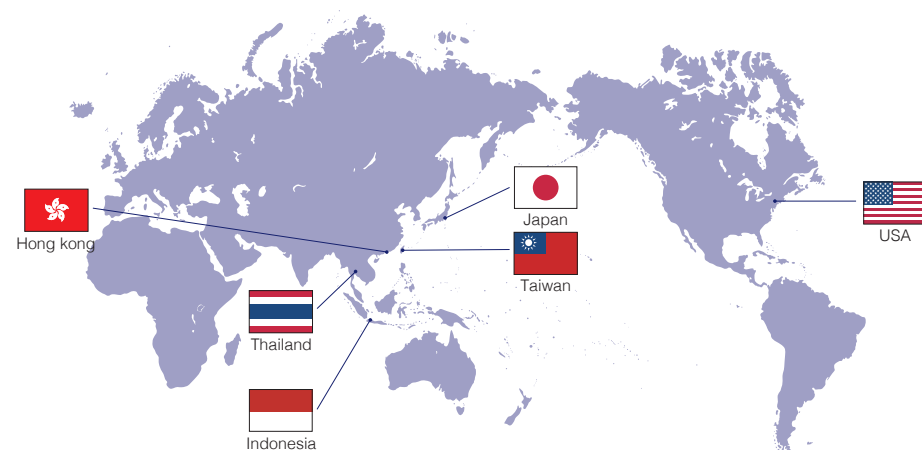 Japan
Hong kong
USA
Taiwan
Thailand
Indonesia